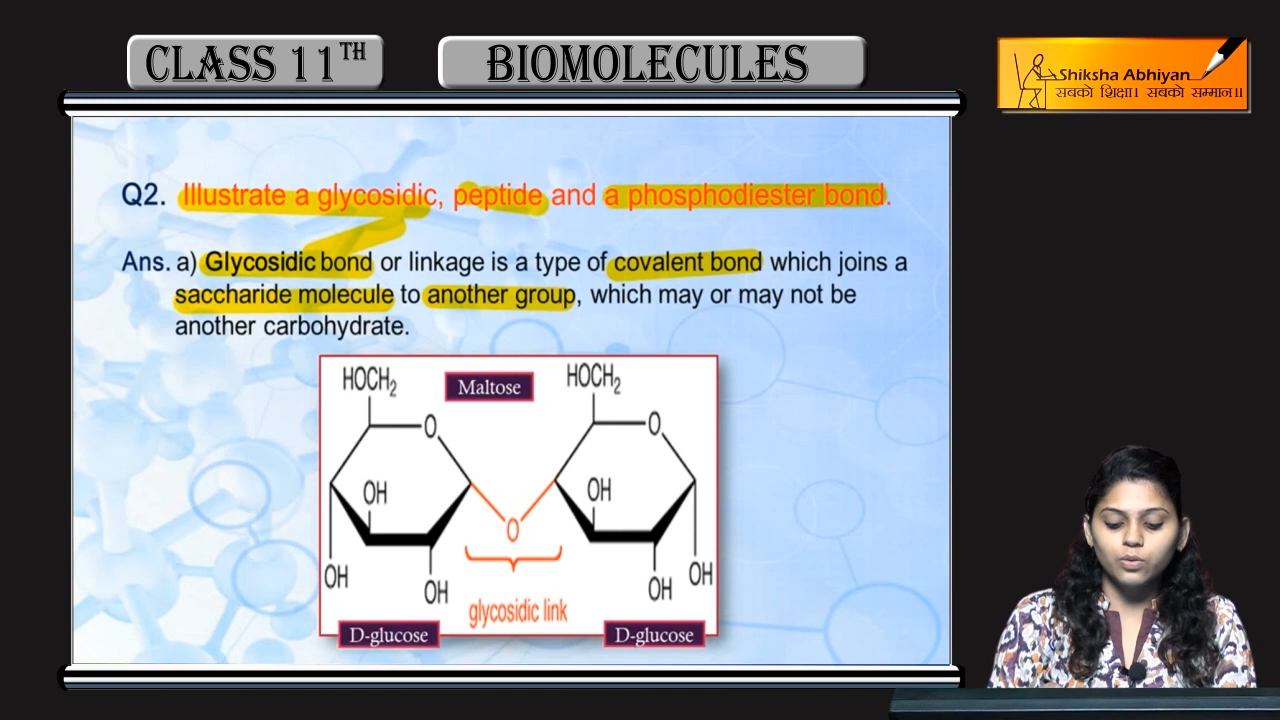 CLASS 11TH
BIOMOLECULES
Shiksha Abhiyan
सबको शिक्षा। सबको सम्मान॥
Q2. Illustrate a glycosidic, peptide and a phosphodiester bond.
Ans. a) Glycosidic bond or linkage is a type of covalent bond which joins a
saccharide molecule to another group, which may or may not be
another carbohydrate.
HOCH2
Maltose
HOCH2
O
O
OH
OH
O
OH
OH
OH
OH
glycosidic link
D-glucose
D-glucose